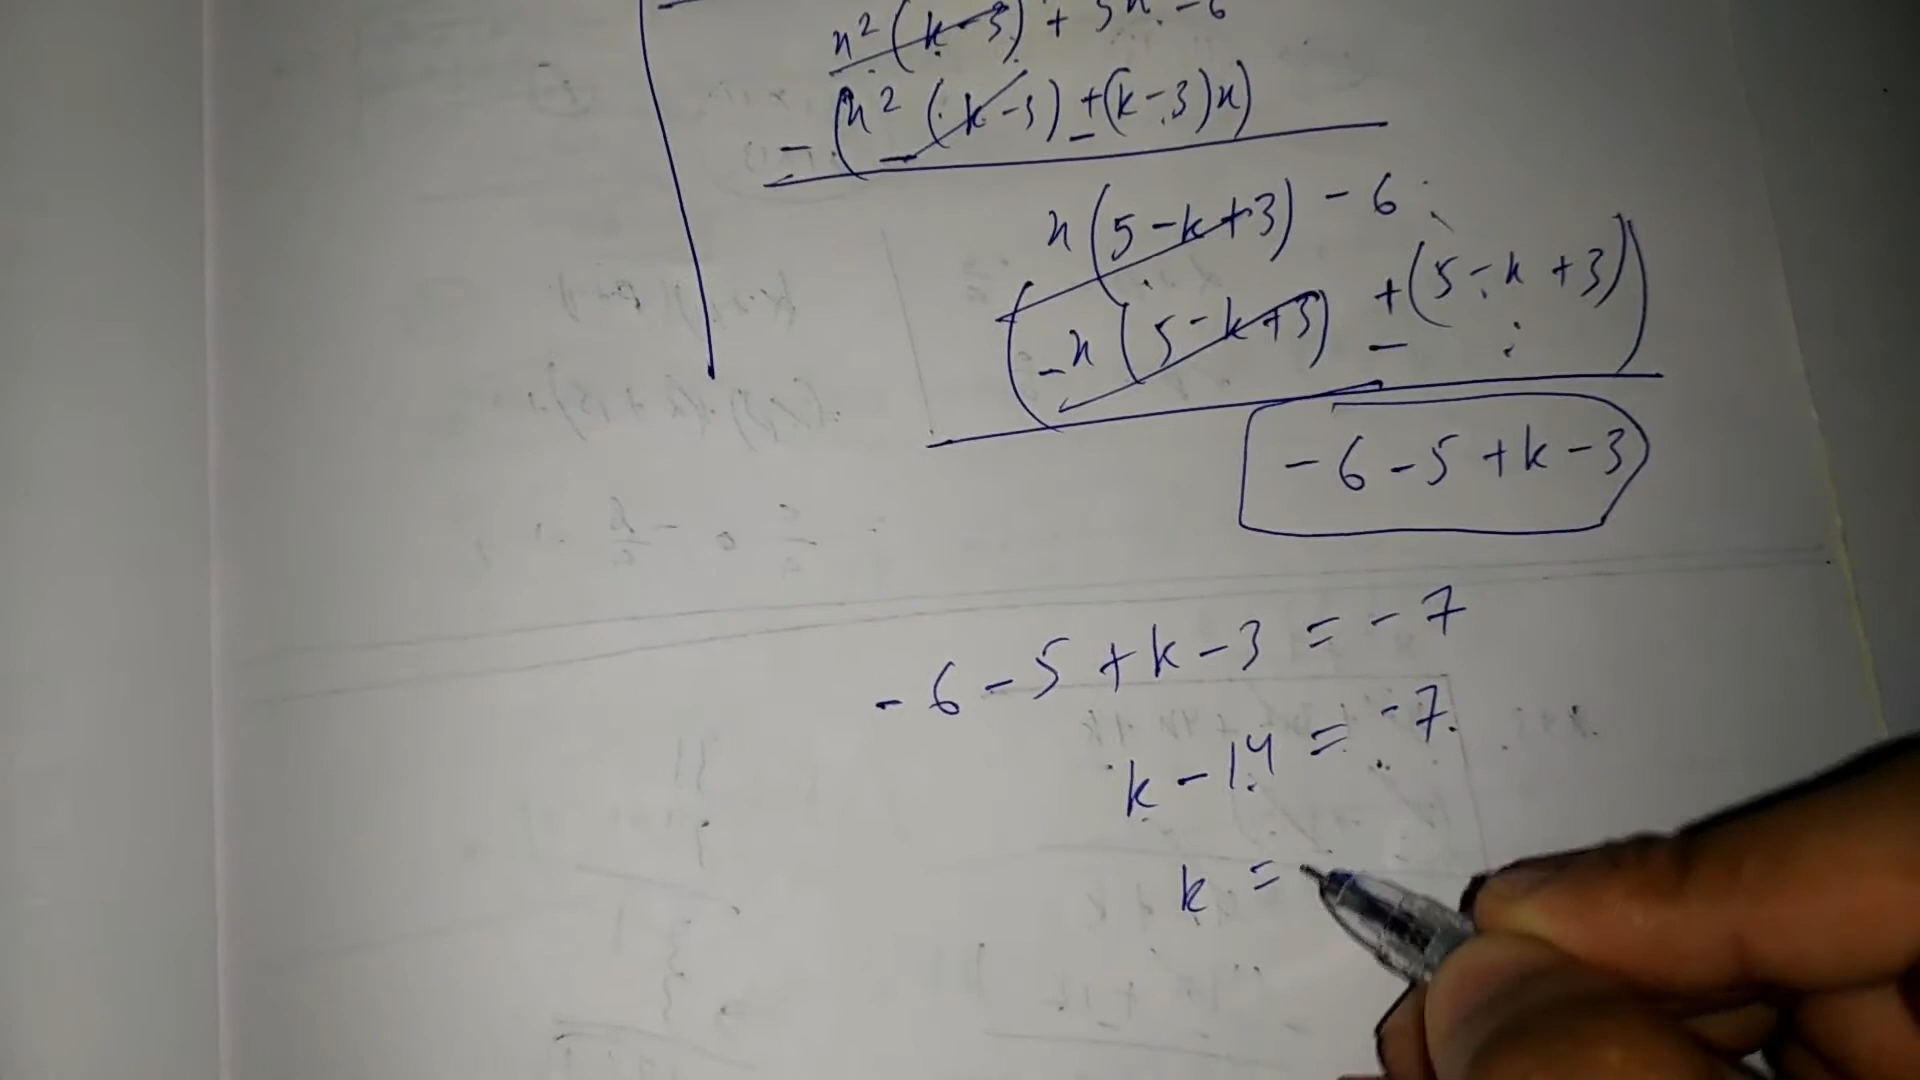 x²(k-3) + 5x - 6
- (x² (k-3) + (k-3)x)
-
x(5-k+3) - 6
(x(5-k+3) + (5-k+3))
- -
-6-5+k-3
-6-5+k-3 = -7
k-14 = -7
k =